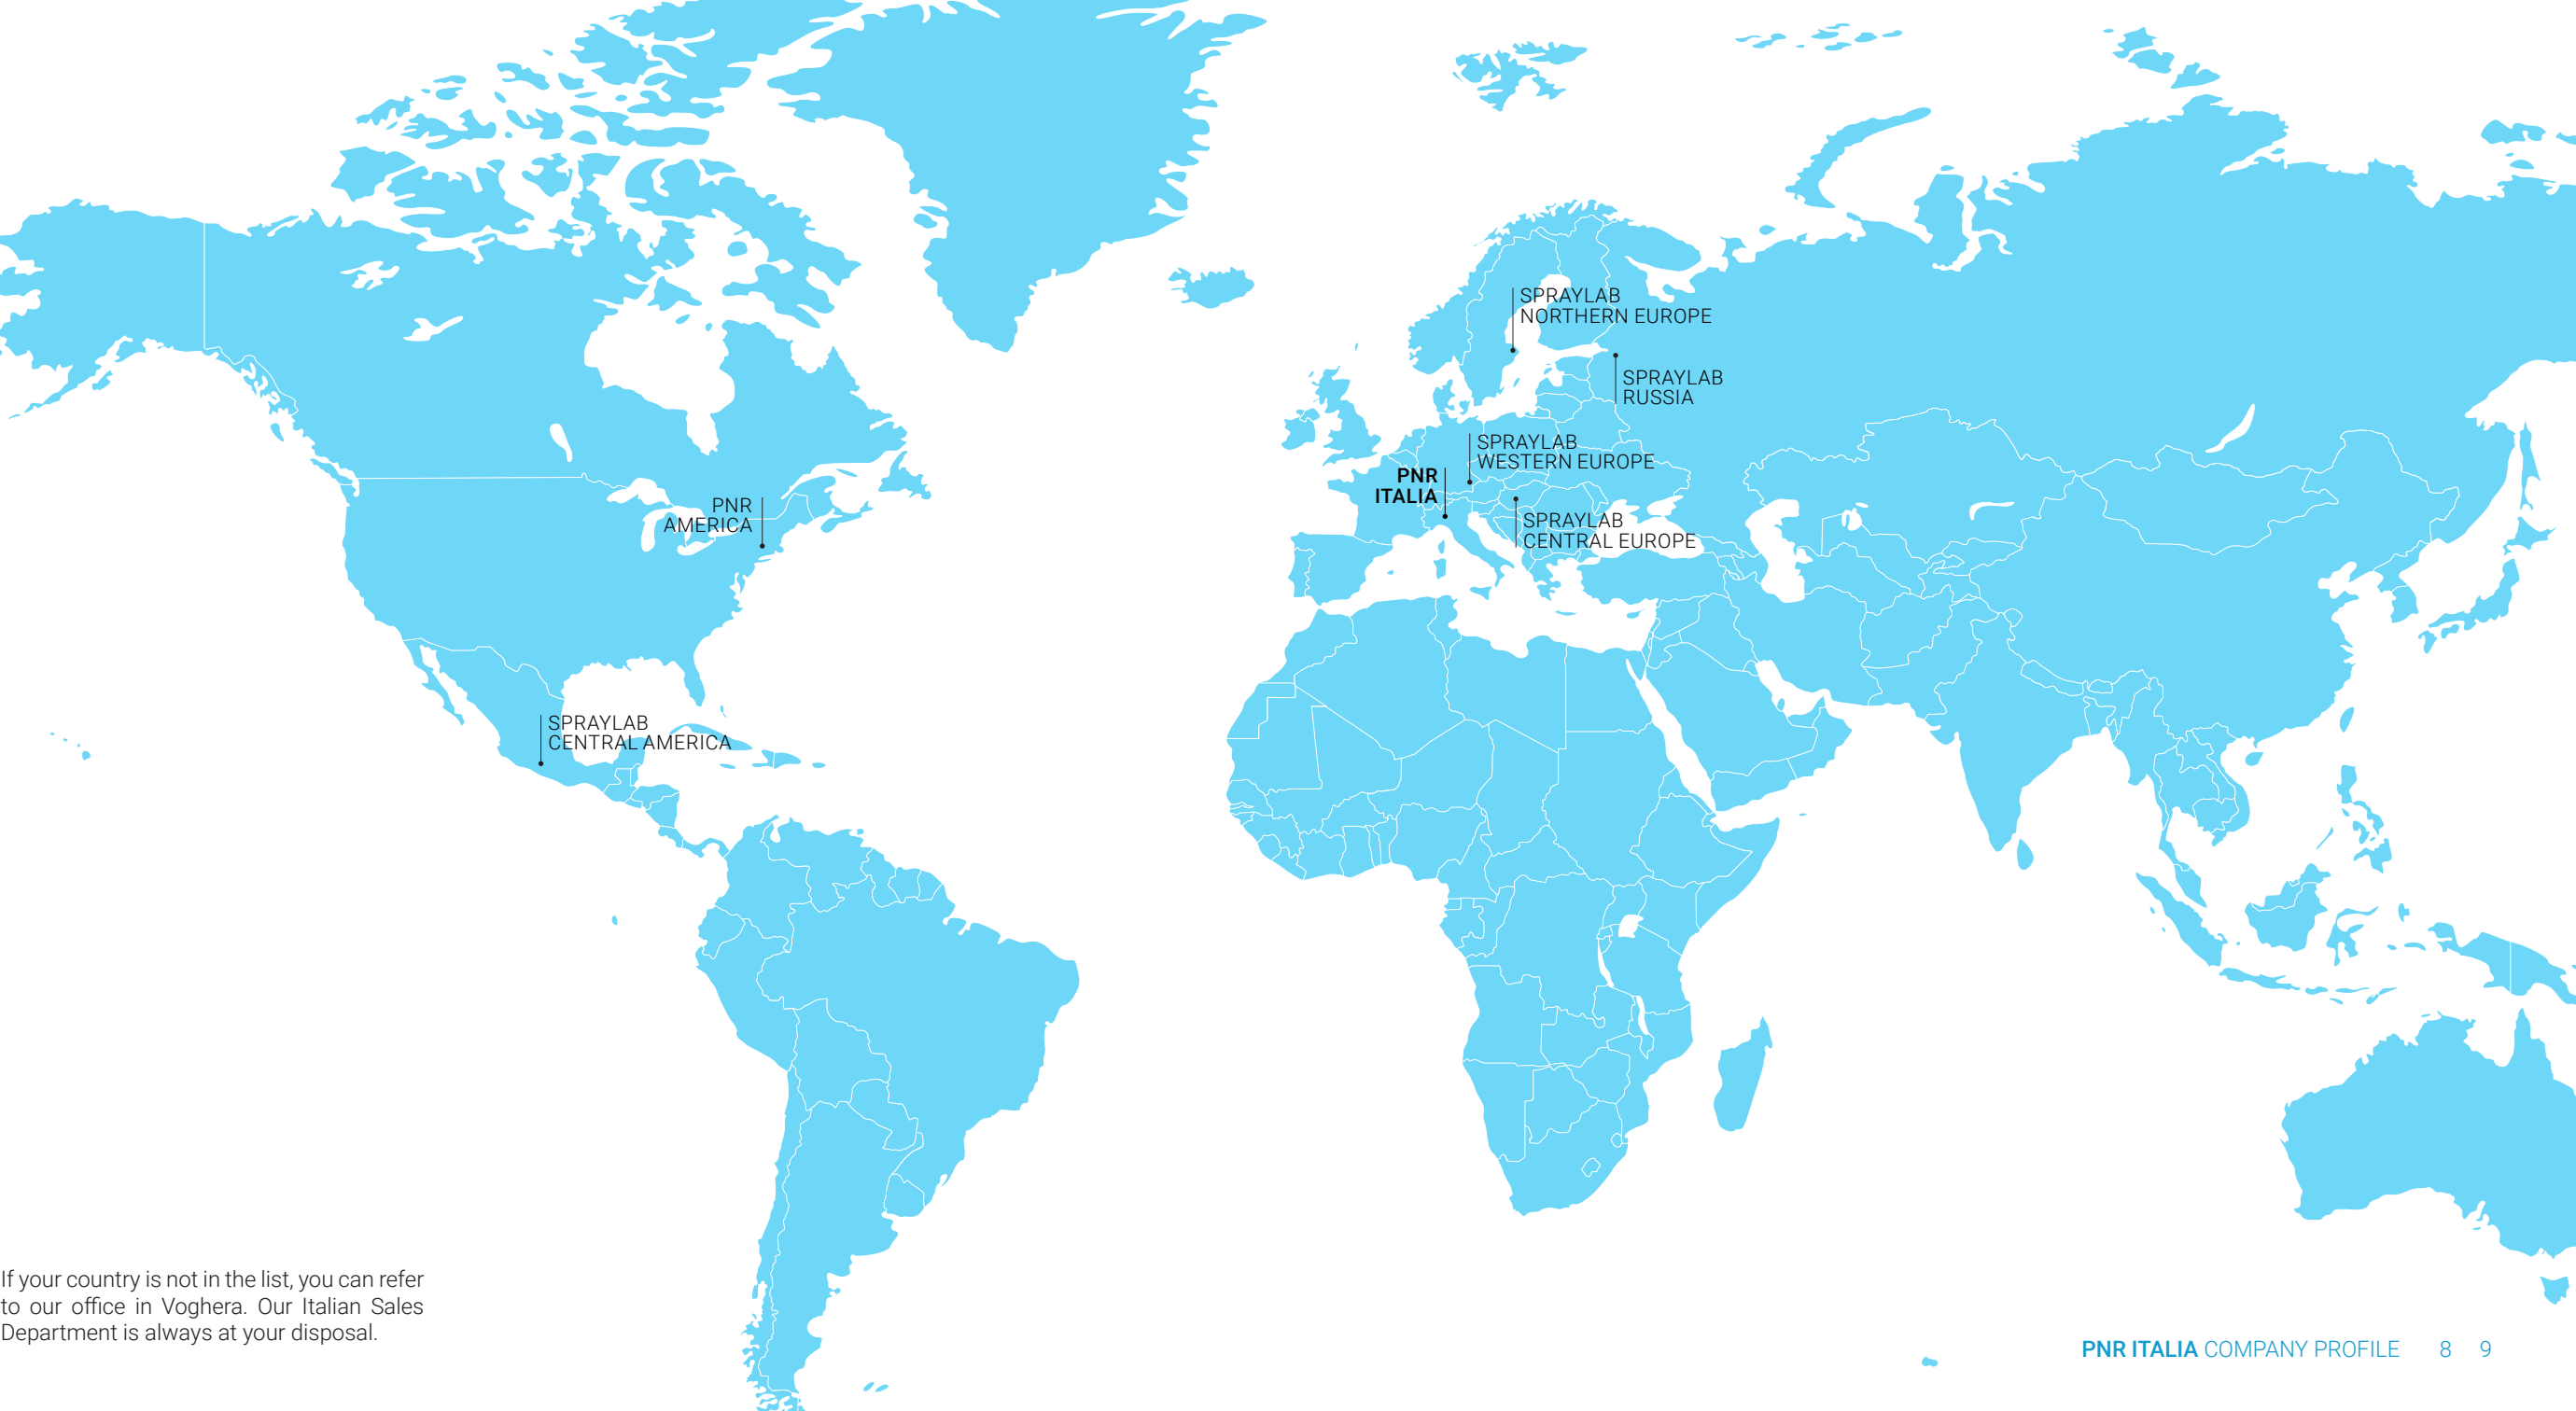 SPRAYLAB
NORTHERN EUROPE
SPRAYLAB
RUSSIA
SPRAYLAB
WESTERN EUROPE
PNR
ITALIA
PNR
AMERICA
SPRAYLAB
CENTRAL EUROPE
SPRAYLAB
CENTRAL AMERICA
If your country is not in the list, you can refer
to our office in Voghera. Our Italian Sales
Department is always at your disposal.
PNR ITALIA COMPANY PROFILE 8 9